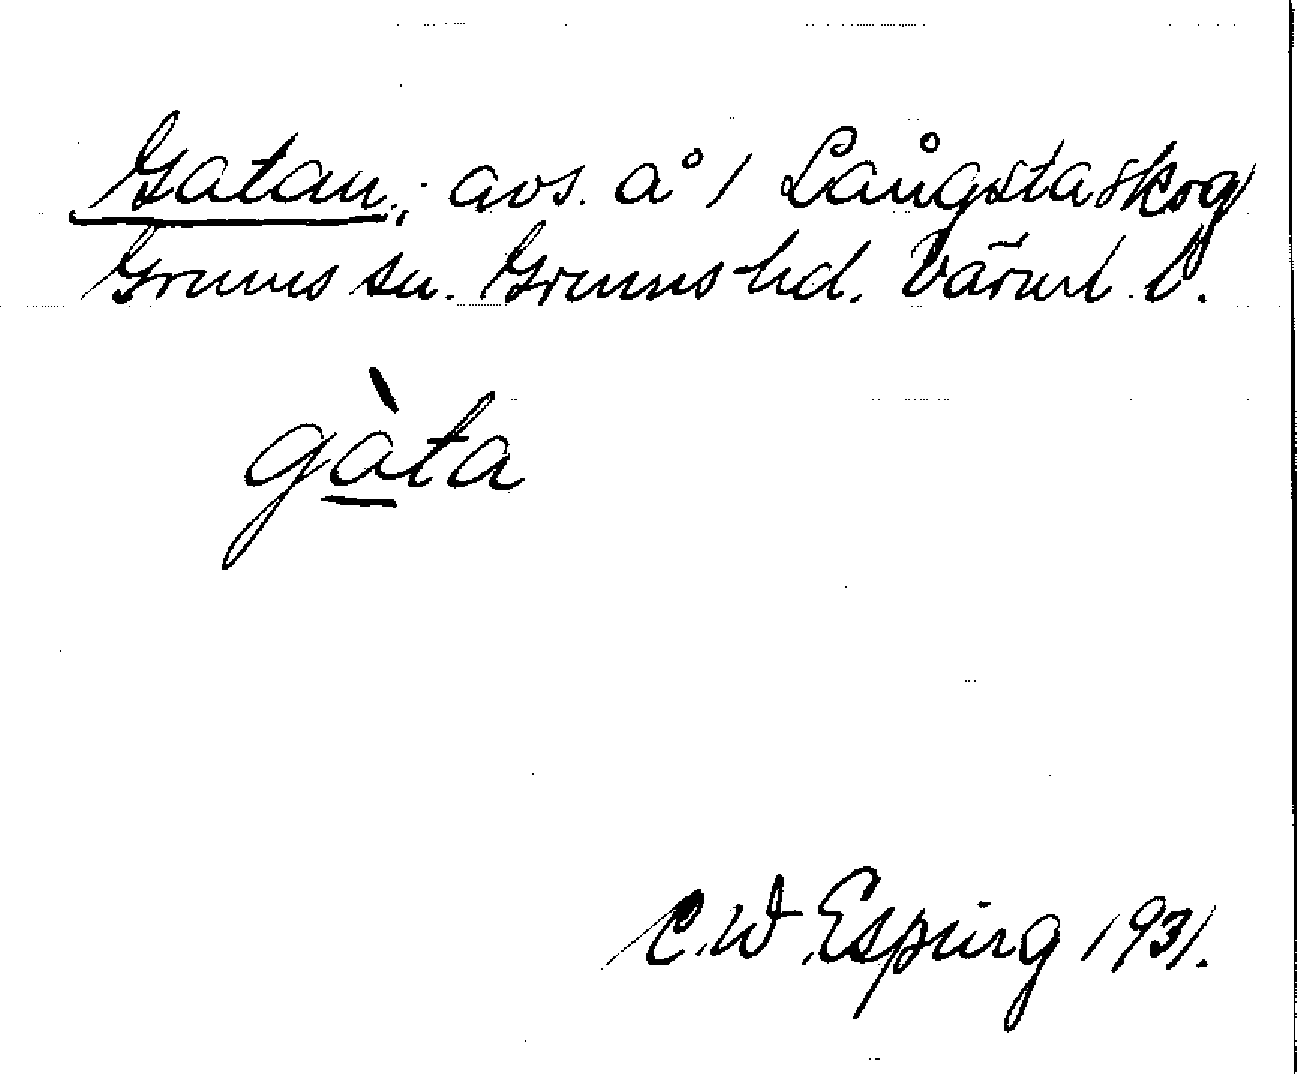 Gatan, avs. å 1 Långstaskog
Grums sn. Grums hd. Värml. l.
gàta
C.W. Esping 1931.